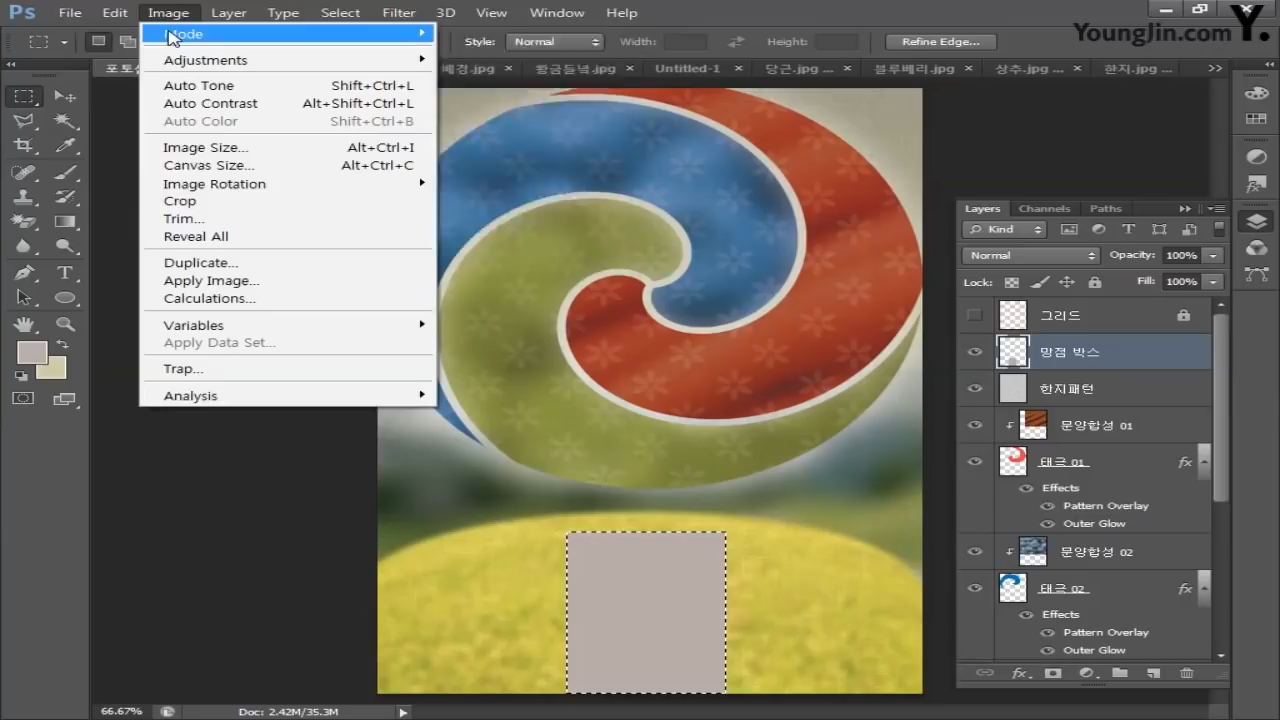 Ps File Edit Image Layer Type Select Filter 3D View Window Help
YoungJin.com Y.
Style: Normal Width: Height: Refine Edge...
포토샵 배경.jpg × 황금들녘.jpg × Untitled-1 × 당근.jpg ... × 블루베리.jpg × 상추.jpg ... × 한지.jpg ... >>
Mode
Adjustments
Auto Tone Shift+Ctrl+L
Auto Contrast Alt+Shift+Ctrl+L
Auto Color Shift+Ctrl+B
Image Size... Alt+Ctrl+I
Canvas Size... Alt+Ctrl+C
Image Rotation
Crop
Trim...
Reveal All
Duplicate...
Apply Image...
Calculations...
Variables
Apply Data Set...
Trap...
Analysis
Layers Channels Paths
Kind
Normal Opacity: 100%
Lock: Fill: 100%
그리드
망점 박스
한지패턴
문양합성 01
태극 01 fx
Effects
Pattern Overlay
Outer Glow
문양합성 02
태극 02 fx
Effects
Pattern Overlay
Outer Glow
66.67% Doc: 2.42M/35.3M